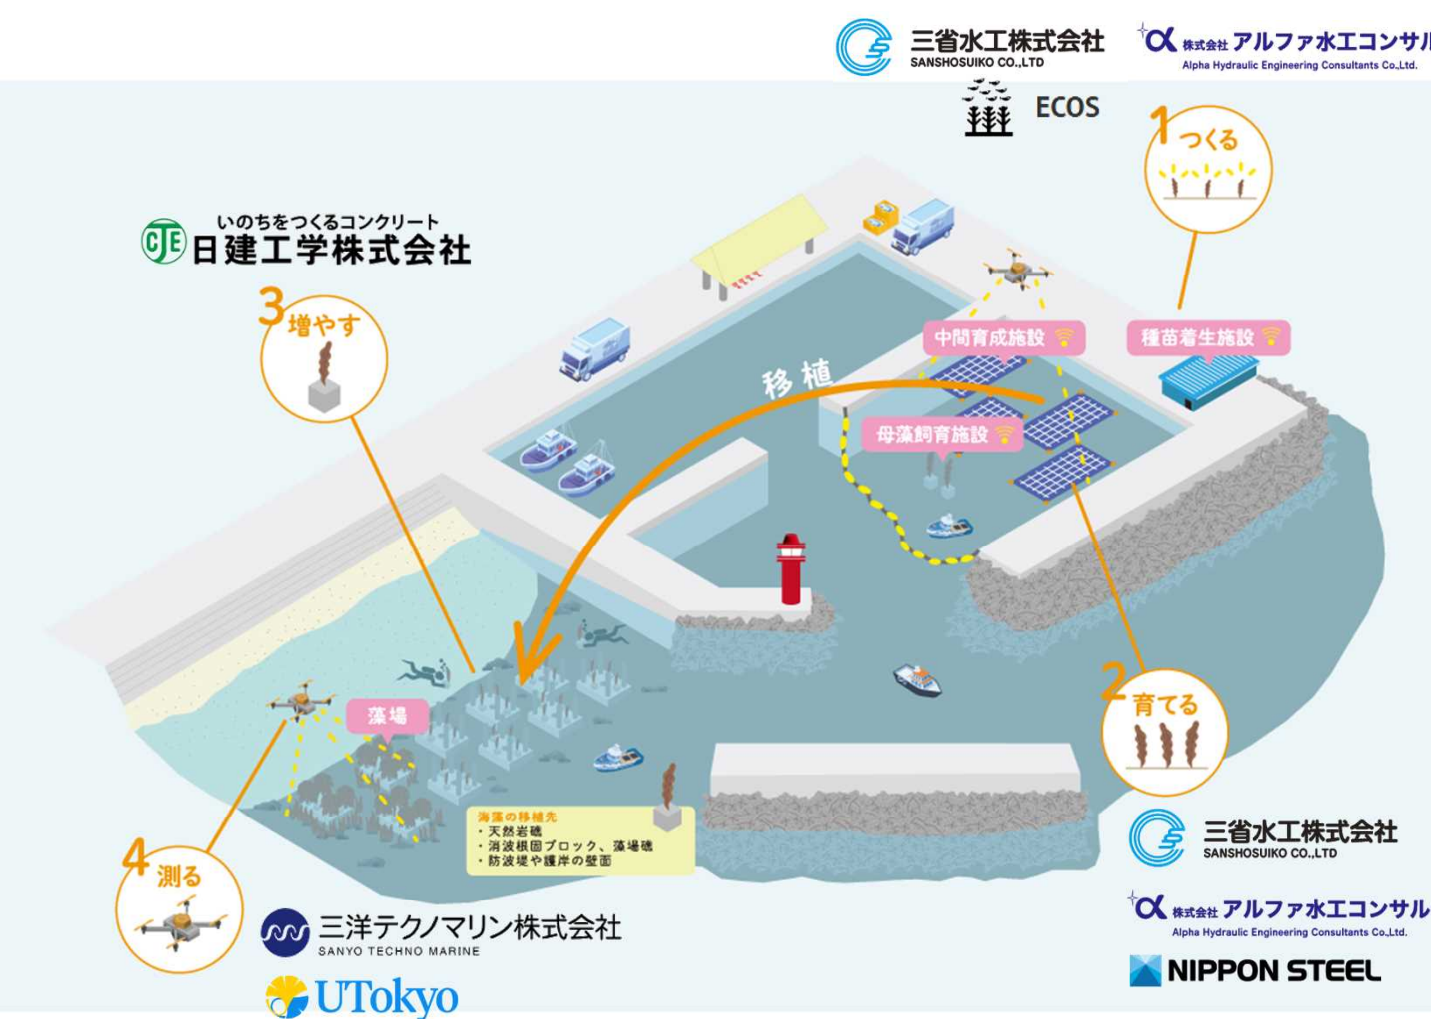 三省水工株式会社
SANSHOSUIKO CO.,LTD
α 株式会社 アルファ水工コンサル
Alpha Hydraulic Engineering Consultants Co.,Ltd.
ECOS
1
つくる
いのちをつくるコンクリート
CJE 日建工学株式会社
3
増やす
中間育成施設
種苗着生施設
移植
母藻飼育施設
2
育てる
藻場
海藻の移植先
・天然岩礁
・消波根固ブロック、藻場礁
・防波堤や護岸の壁面
4
測る
三省水工株式会社
SANSHOSUIKO CO.,LTD
α 株式会社 アルファ水工コンサル
Alpha Hydraulic Engineering Consultants Co.,Ltd.
NIPPON STEEL
三洋テクノマリン株式会社
SANYO TECHNO MARINE
UTokyo